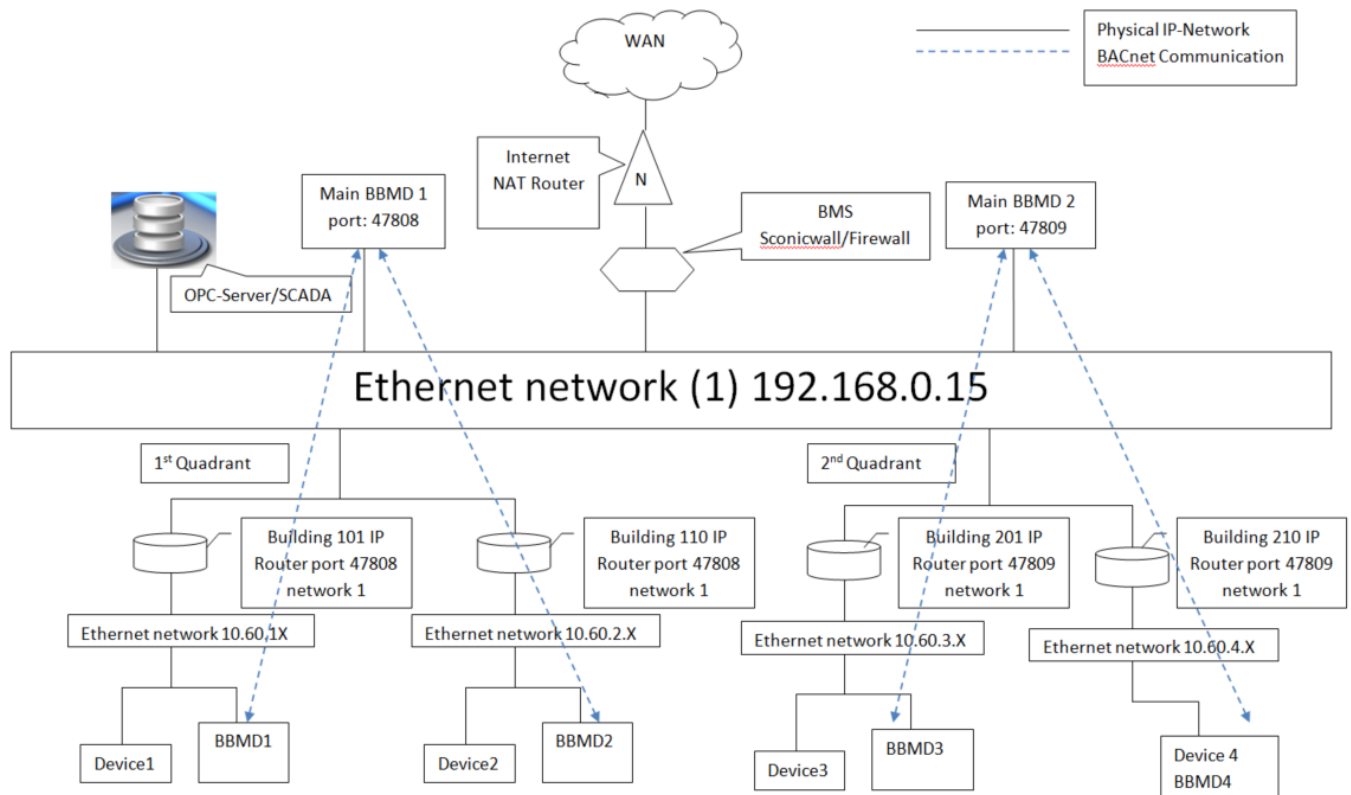 WAN
Physical IP-Network
BACnet Communication
Internet
NAT Router
N
Main BBMD 1
port: 47808
BMS
Sconicwall/Firewall
Main BBMD 2
port: 47809
OPC-Server/SCADA
Ethernet network (1) 192.168.0.15
1st Quadrant
2nd Quadrant
Building 101 IP
Router port 47808
network 1
Building 110 IP
Router port 47808
network 1
Building 201 IP
Router port 47809
network 1
Building 210 IP
Router port 47809
network 1
Ethernet network 10.60.1X
Ethernet network 10.60.2.X
Ethernet network 10.60.3.X
Ethernet network 10.60.4.X
Device1
BBMD1
Device2
BBMD2
Device3
BBMD3
Device 4
BBMD4